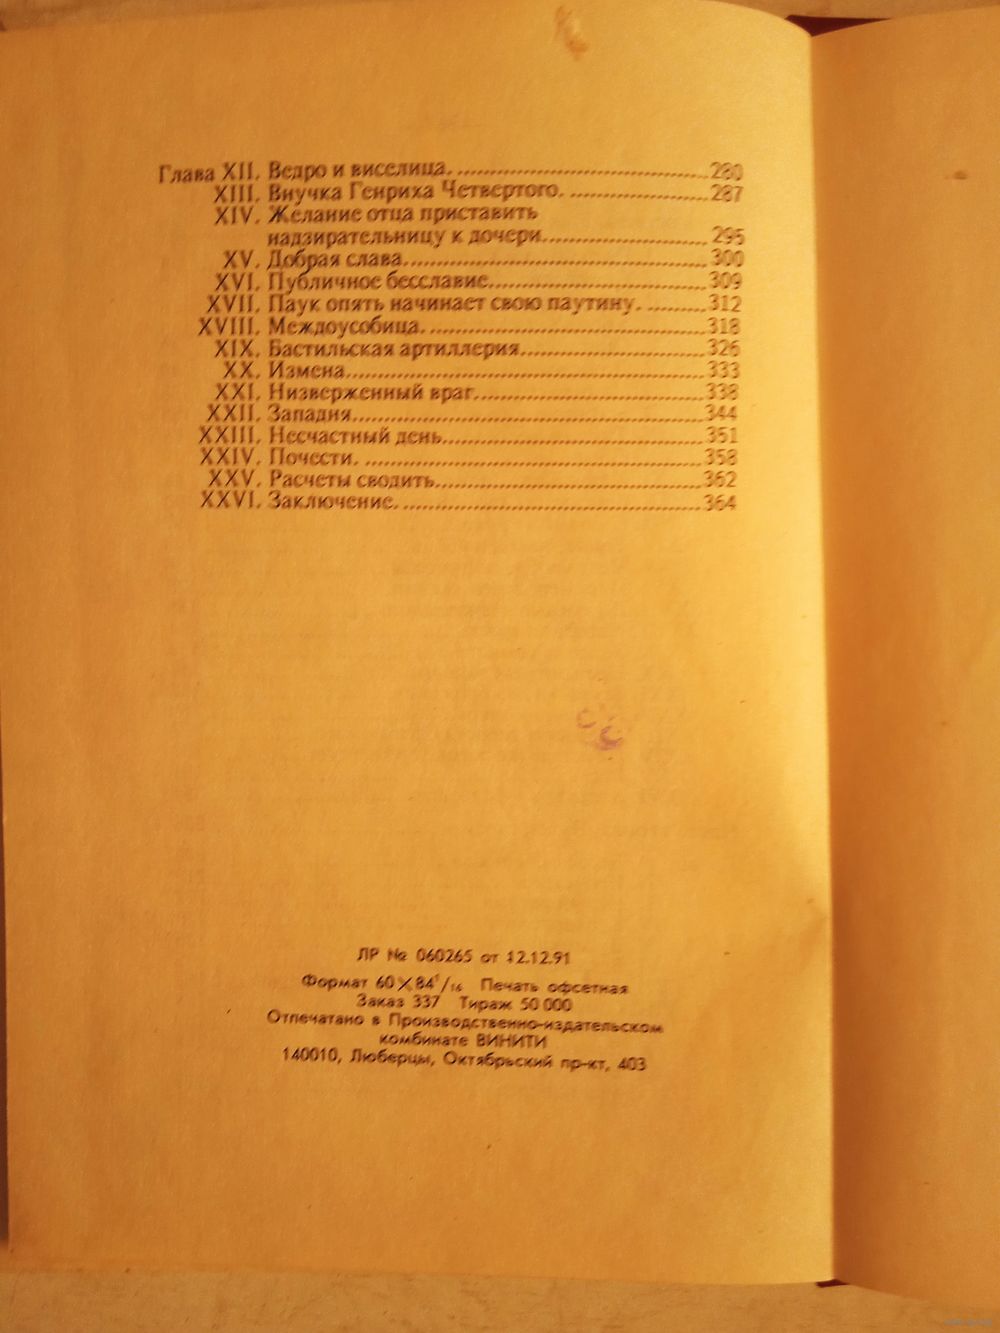 Глава XII. Ведро и виселица. ........ 280
XIII. Внучка Генриха Четвертого. ........ 287
XIV. Желание отца приставить
надзирательницу к дочери........ 295
XV. Добрая слава........ 300
XVI. Публичное бесславие........ 309
XVII. Паук опять начинает свою паутину. ........ 312
XVIII. Междоусобица. ........ 318
XIX. Бастильская артиллерия........ 326
XX. Измена........ 333
XXI. Низверженный враг........ 338
XXII. Западня........ 344
XXIII. Несчастный день........ 351
XXIV. Почести. ........ 358
XXV. Расчеты сводить........ 362
XXVI. Заключение. ........ 364
ЛР № 060265 от 12.12.91
Формат 60×84¹/₁₆ Печать офсетная
Заказ 337 Тираж 50 000
Отпечатано в Производственно-издательском
комбинате ВИНИТИ
140010, Люберцы, Октябрьский пр-кт, 403